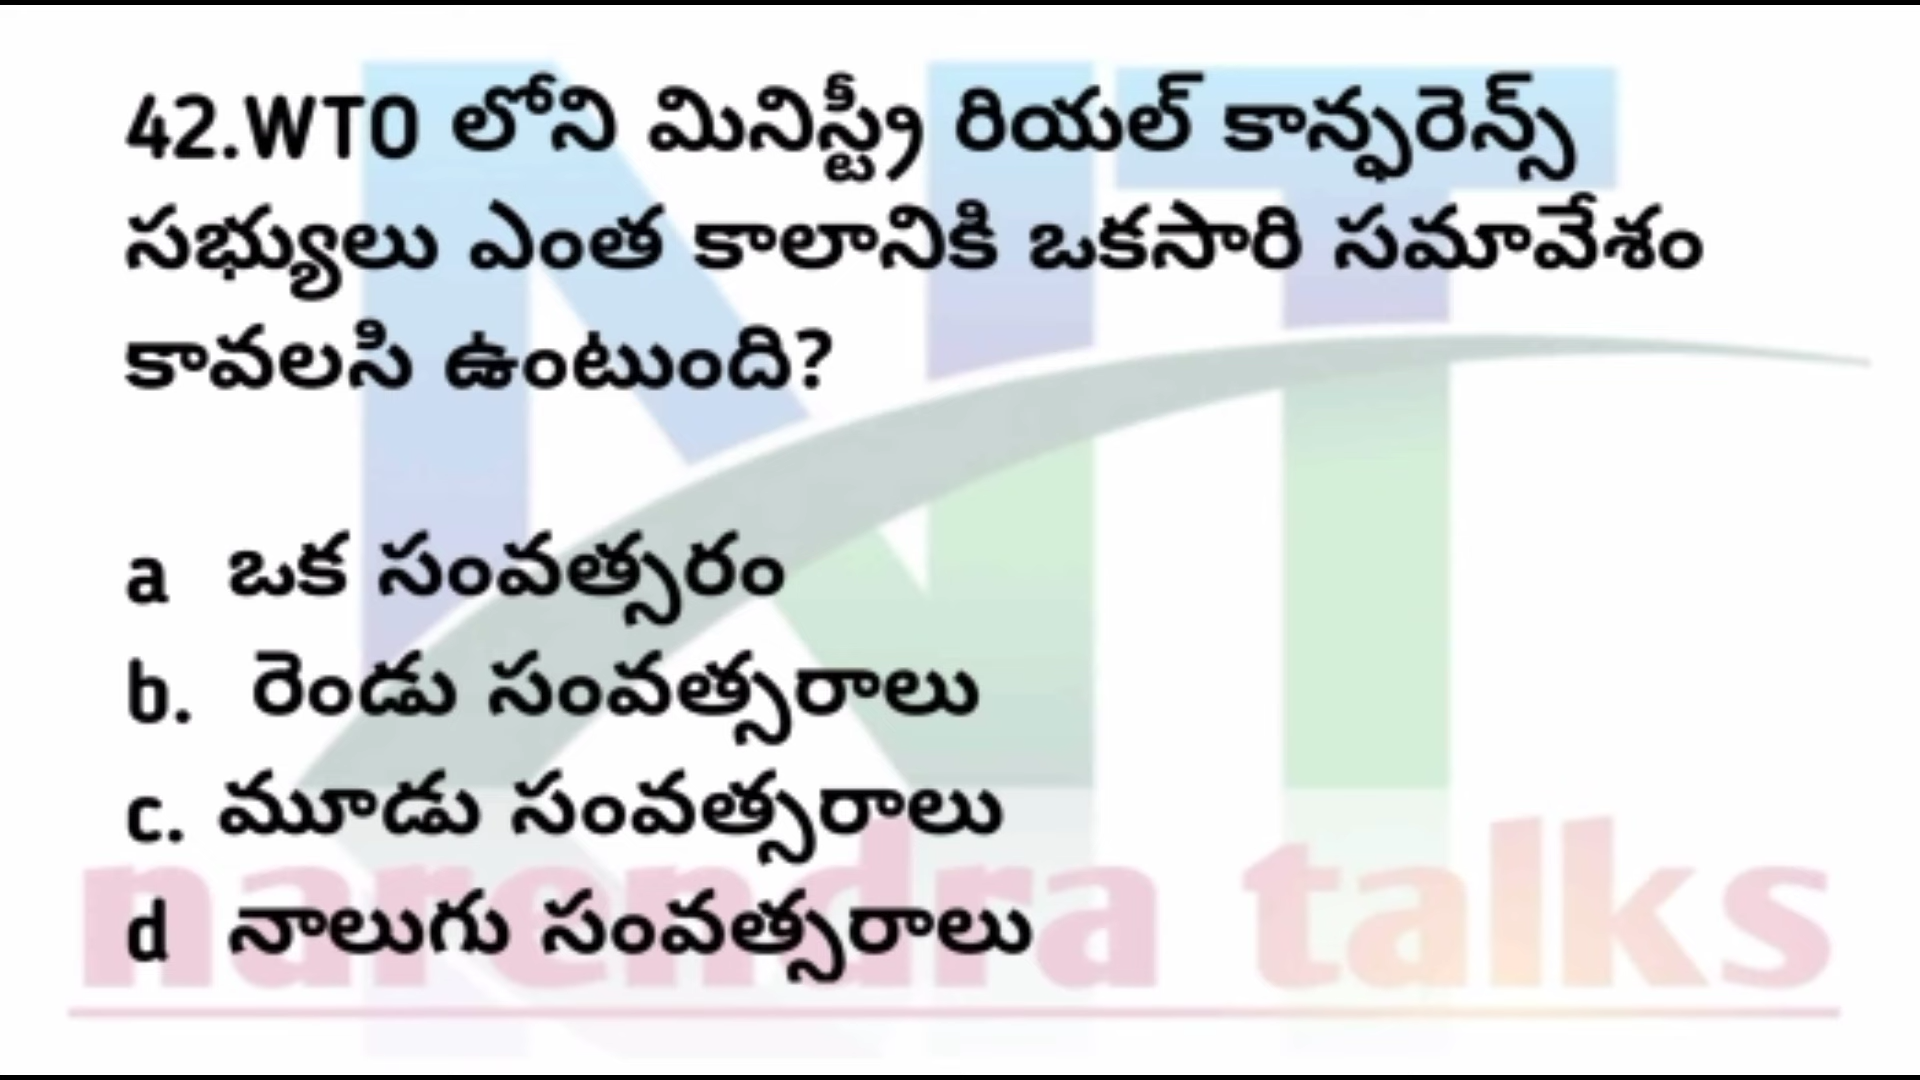 42.WTO లోని మినిస్ట్రీ రియల్ కాన్ఫరెన్స్
సభ్యులు ఎంత కాలానికి ఒకసారి సమావేశం
కావలసి ఉంటుంది?
a ఒక సంవత్సరం
b. రెండు సంవత్సరాలు
c. మూడు సంవత్సరాలు
d నాలుగు సంవత్సరాలు
NT
narendra talks